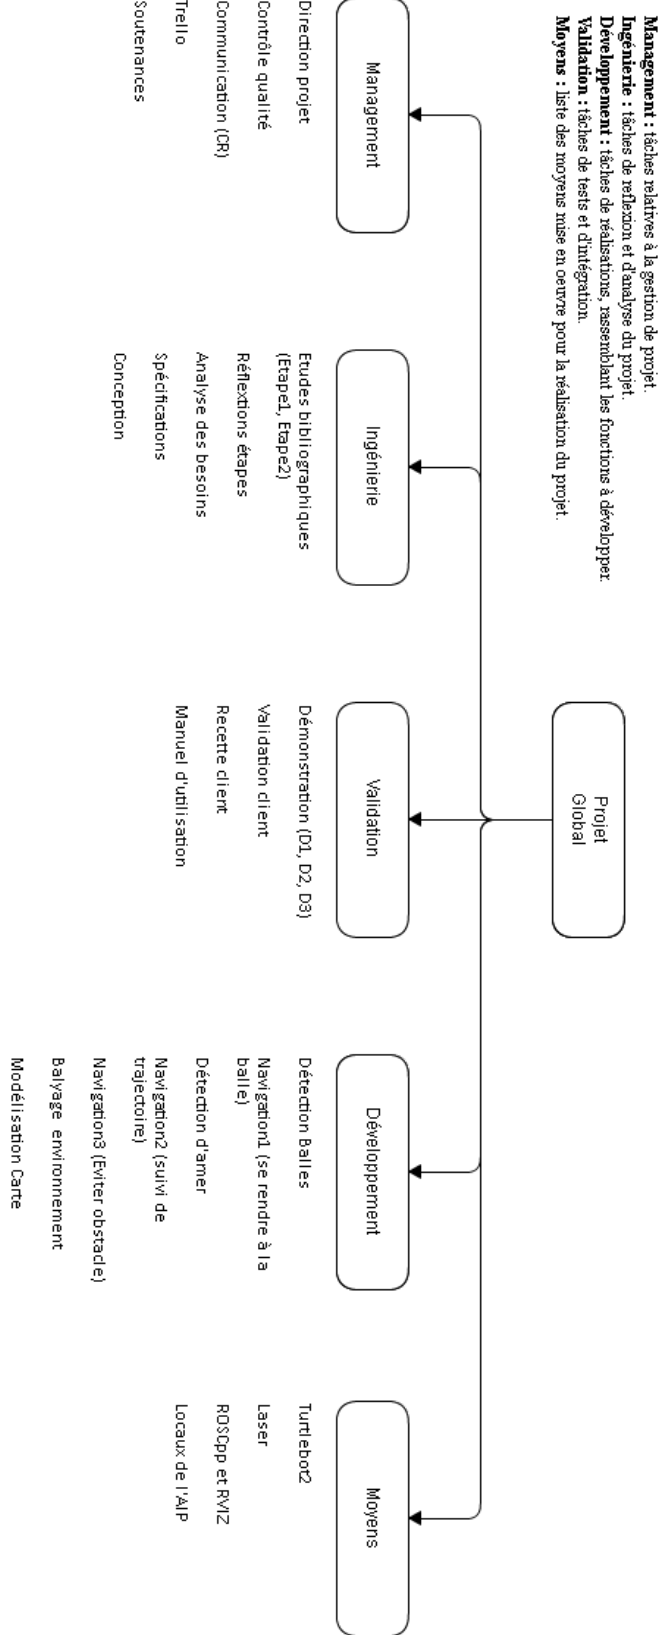 Management : tâches relatives à la gestion de projet.
Ingénierie : tâches de reflexion et d'analyse du projet.
Développement : tâches de réalisations, rassemblant les fonctions à développer.
Validation : tâches de tests et d'intégration.
Moyens : liste des moyens mise en oeuvre pour la réalisation du projet.
Projet
Global
Management
Direction projet
Contrôle qualité
Communication (CR)
Trello
Soutenances
Ingénierie
Etudes bibliographiques
(Etape1, Etape2)
Réflextions étapes
Analyse des besoins
Spécifications
Conception
Validation
Démonstration (D1, D2, D3)
Validation client
Recette client
Manuel d'utilisation
Développement
Détection Balles
Navigation1 (se rendre à la
balle)
Détection d'amer
Navigation2 (suivi de
trajectoire)
Navigation3 (Eviter obstacle)
Balyage environnement
Modélisation Carte
Moyens
Turtlebot2
Laser
ROSCpp et RVIZ
Locaux de l'AIP